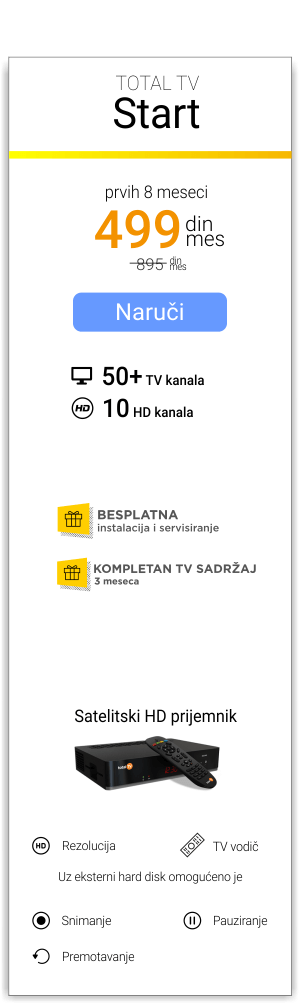 TOTAL TV
Start
prvih 8 meseci
499 din mes
895 din mes
Naruči
50+ TV kanala
HD 10 HD kanala
BESPLATNA
instalacija i servisiranje
KOMPLETAN TV SADRŽAJ
3 meseca
Satelitski HD prijemnik
total tv
HD Rezolucija
TV vodič
Uz eksterni hard disk omogućeno je
Snimanje
Pauziranje
Premotavanje